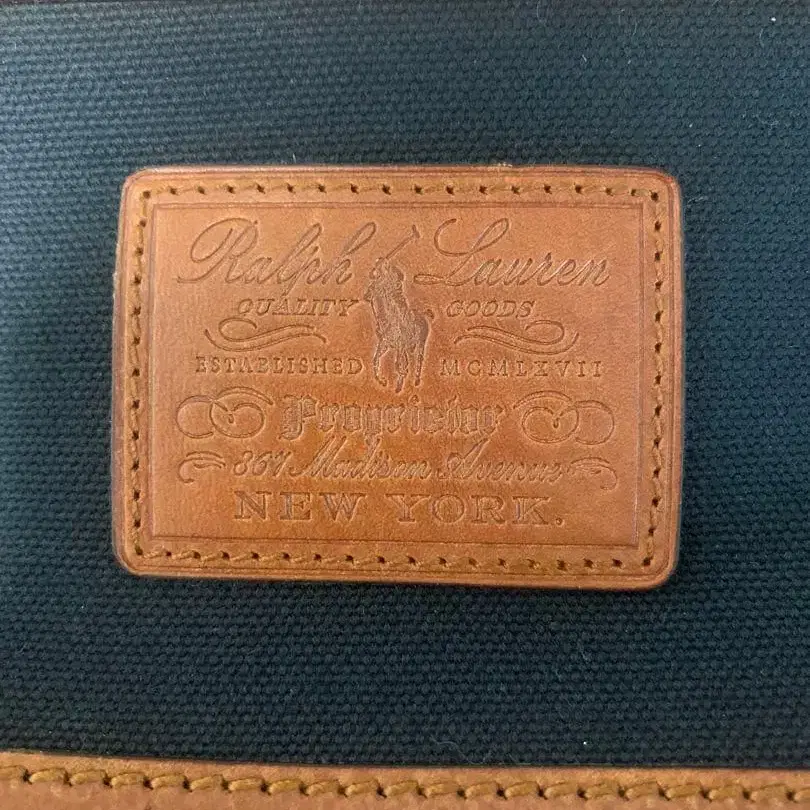 Ralph Lauren
QUALITY GOODS
ESTABLISHED MCMLXVII
Proprietor
867 Madison Avenue
NEW YORK.